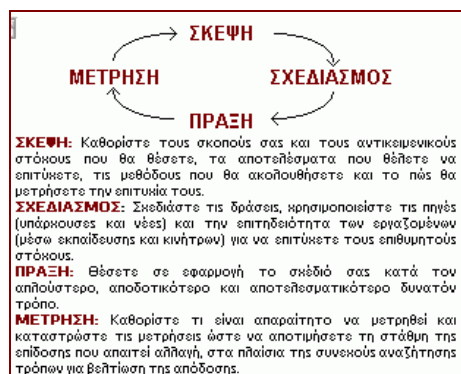 ΣΚΕΨΗ
ΜΕΤΡΗΣΗ ΣΧΕΔΙΑΣΜΟΣ
ΠΡΑΞΗ
ΣΚΕΨΗ: Καθορίστε τους σκοπούς σας και τους αντικειμενικούς
στόχους που θα θέσετε, τα αποτελέσματα που θέλετε να
επιτύχετε, τις μεθόδους που θα ακολουθήσετε και το πώς θα
μετρήσετε την επιτυχία τους.
ΣΧΕΔΙΑΣΜΟΣ: Σχεδιάστε τις δράσεις, χρησιμοποιείστε τις πηγές
(υπάρχουσες και νέες) και την επιτηδειότητα των εργαζομένων
(μέσω εκπαίδευσης και κινήτρων) για να επιτύχετε τους επιθυμητούς
στόχους.
ΠΡΑΞΗ: Θέσετε σε εφαρμογή το σχέδιό σας κατά τον
απλούστερο, αποδοτικότερο και αποτελεσματικότερο δυνατόν
τρόπο.
ΜΕΤΡΗΣΗ: Καθορίστε τι είναι απαραίτητο να μετρηθεί και
καταστρώστε τις μετρήσεις ώστε να αποτιμήσετε τη στάθμη της
επίδοσης που απαιτεί αλλαγή, στα πλαίσια της συνεχούς αναζήτησης
τρόπων για βελτίωση της απόδοσης.